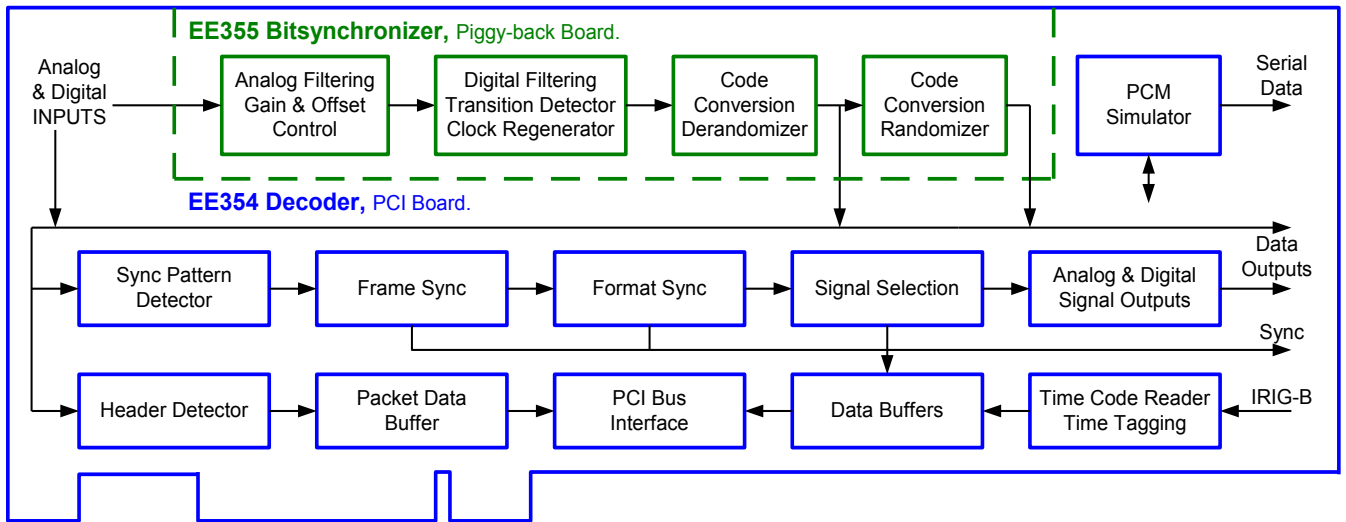 EE355 Bitsynchronizer, Piggy-back Board.
Analog
& Digital
INPUTS
Analog Filtering
Gain & Offset
Control
Digital Filtering
Transition Detector
Clock Regenerator
Code
Conversion
Derandomizer
Code
Conversion
Randomizer
PCM
Simulator
Serial
Data
EE354 Decoder, PCI Board.
Sync Pattern
Detector
Frame Sync
Format Sync
Signal Selection
Analog & Digital
Signal Outputs
Data
Outputs
Sync
Header Detector
Packet Data
Buffer
PCI Bus
Interface
Data Buffers
Time Code Reader
Time Tagging
IRIG-B